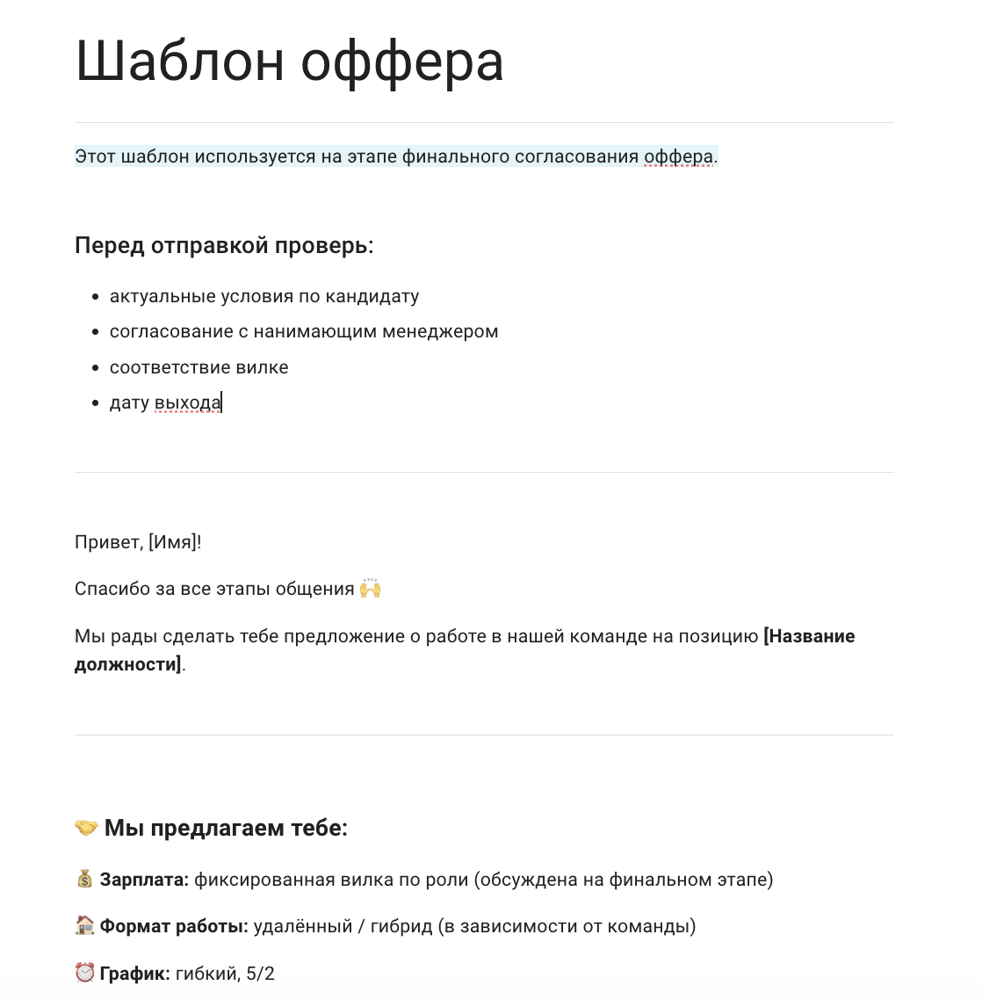 Шаблон оффера
Этот шаблон используется на этапе финального согласования оффера.
Перед отправкой проверь:
• актуальные условия по кандидату
• согласование с нанимающим менеджером
• соответствие вилке
• дату выхода
Привет, [Имя]!
Спасибо за все этапы общения 🙌
Мы рады сделать тебе предложение о работе в нашей команде на позицию [Название
должности].
🤝 Мы предлагаем тебе:
💰 Зарплата: фиксированная вилка по роли (обсуждена на финальном этапе)
🏠 Формат работы: удалённый / гибрид (в зависимости от команды)
⏰ График: гибкий, 5/2